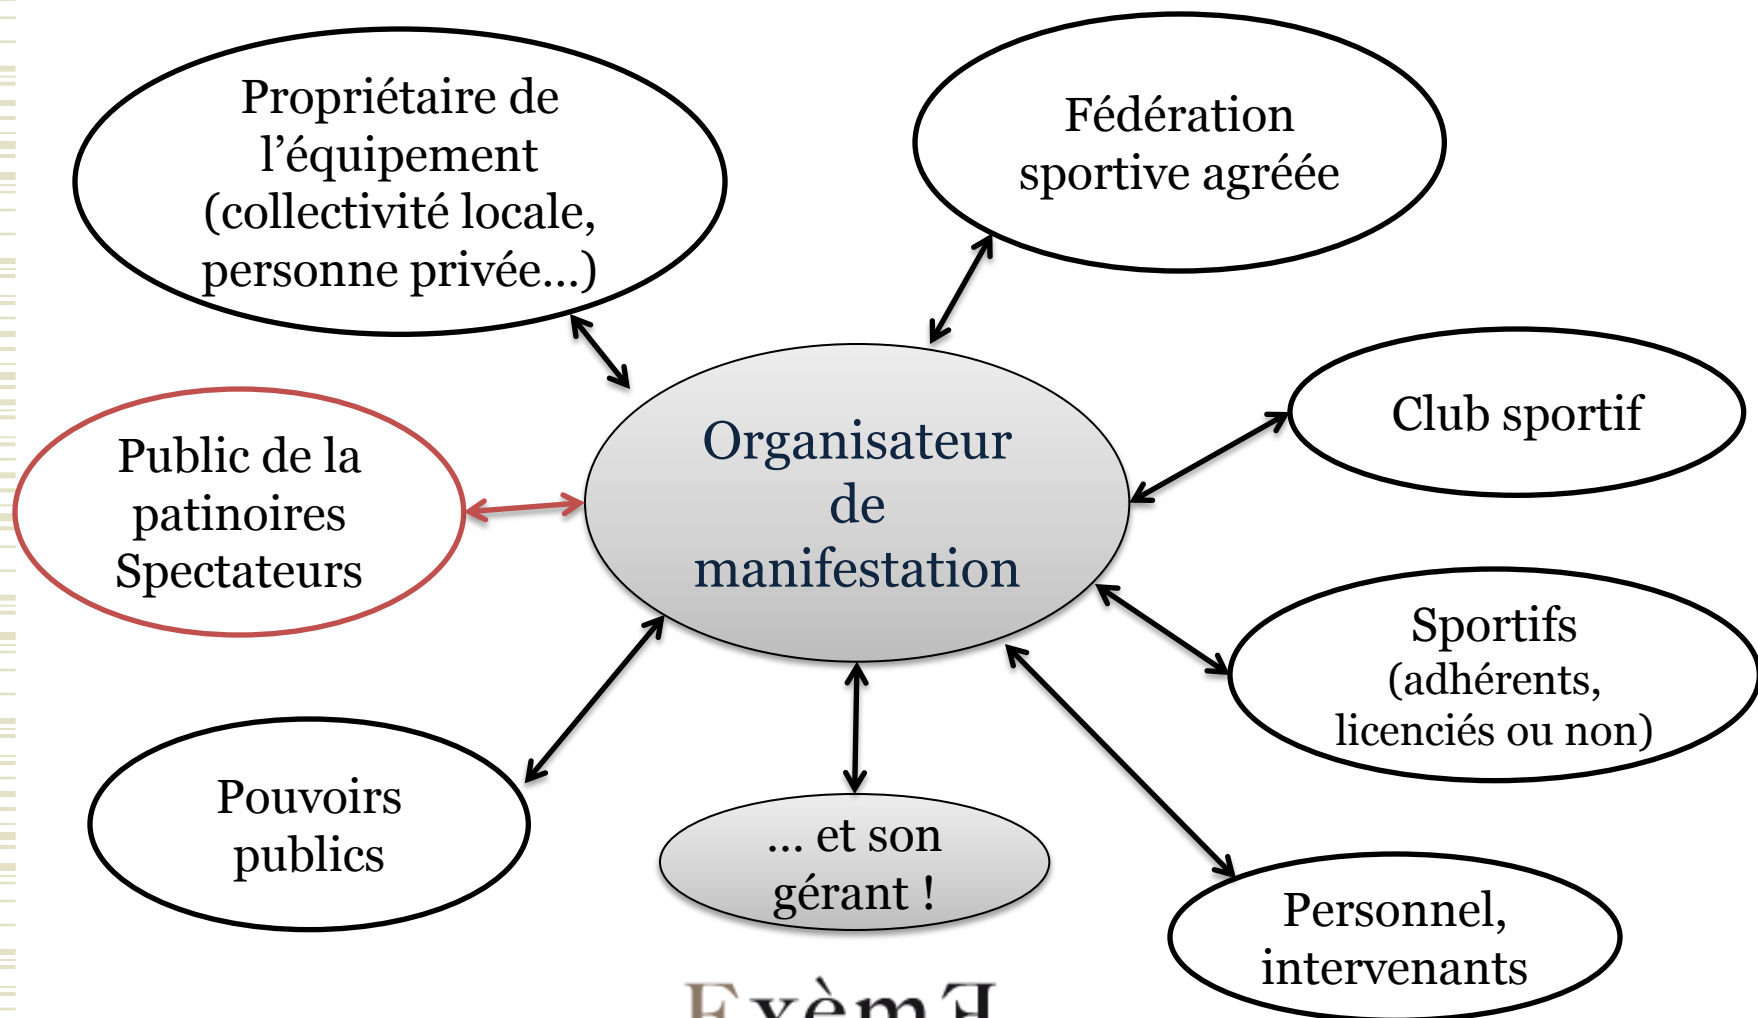 Propriétaire de
l’équipement
(collectivité locale,
personne privée…)
Fédération
sportive agréée
Club sportif
Organisateur
de
manifestation
Public de la
patinoires
Spectateurs
Sportifs
(adhérents,
licenciés ou non)
Pouvoirs
publics
… et son
gérant !
Personnel,
intervenants
ExèmE